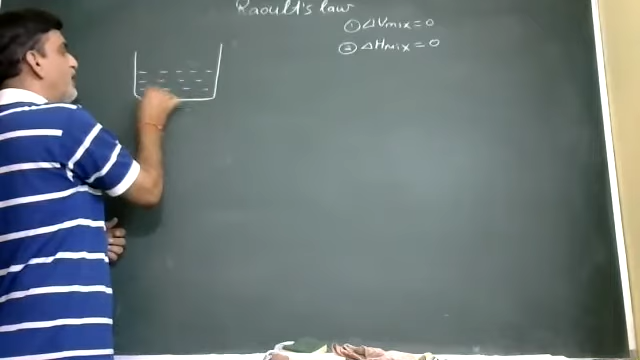 Raoult's law
① ΔVmix = 0
② ΔHmix = 0